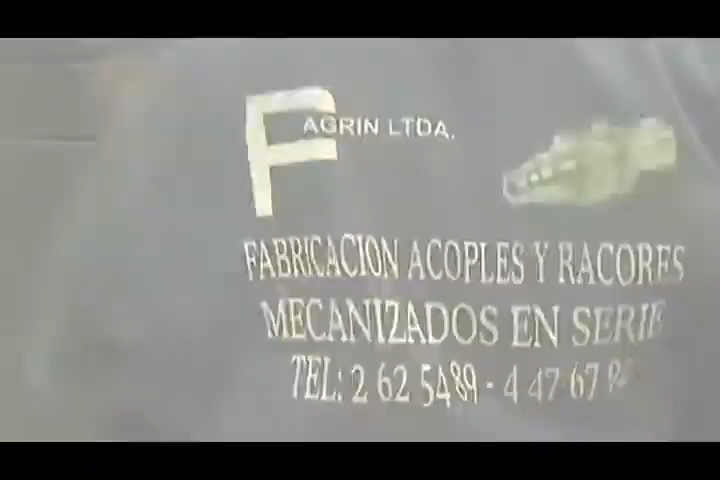 FAGRIN LTDA.
FABRICACION ACOPLES Y RACORES
MECANIZADOS EN SERIE
TEL: 2 62 5489 - 4 47 67